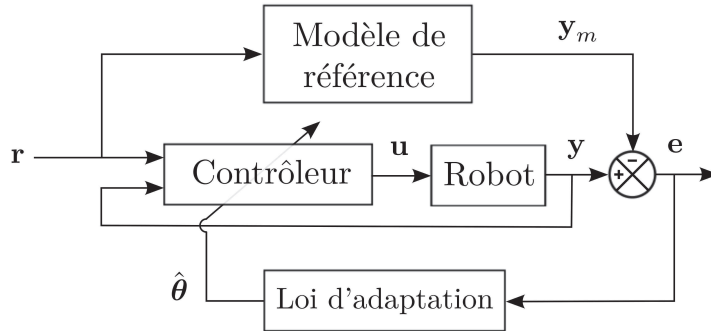 Modèle de
référence
y_m
r
Contrôleur
u
Robot
y
e
+
−
θ̂
Loi d'adaptation